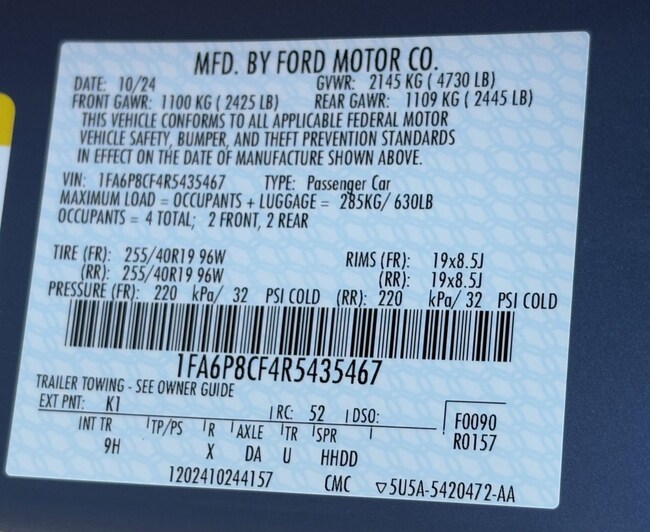 MFD. BY FORD MOTOR CO.
DATE: 10/24 GVWR: 2145 KG ( 4730 LB)
FRONT GAWR: 1100 KG ( 2425 LB) REAR GAWR: 1109 KG ( 2445 LB)
THIS VEHICLE CONFORMS TO ALL APPLICABLE FEDERAL MOTOR
VEHICLE SAFETY, BUMPER, AND THEFT PREVENTION STANDARDS
IN EFFECT ON THE DATE OF MANUFACTURE SHOWN ABOVE.
VIN: 1FA6P8CF4R5435467 TYPE: Passenger Car
MAXIMUM LOAD = OCCUPANTS + LUGGAGE = 285KG/ 630LB
OCCUPANTS = 4 TOTAL; 2 FRONT, 2 REAR
TIRE (FR): 255/40R19 96W RIMS (FR): 19x8.5J
(RR): 255/40R19 96W (RR): 19x8.5J
PRESSURE (FR): 220 kPa/ 32 PSI COLD (RR): 220 kPa/ 32 PSI COLD
1FA6P8CF4R5435467
TRAILER TOWING - SEE OWNER GUIDE
EXT PNT: K1 RC: 52 DSO: F0090
INT TR TP/PS R AXLE TR SPR R0157
9H X DA U HHDD
1202410244157 CMC ▽5U5A-5420472-AA